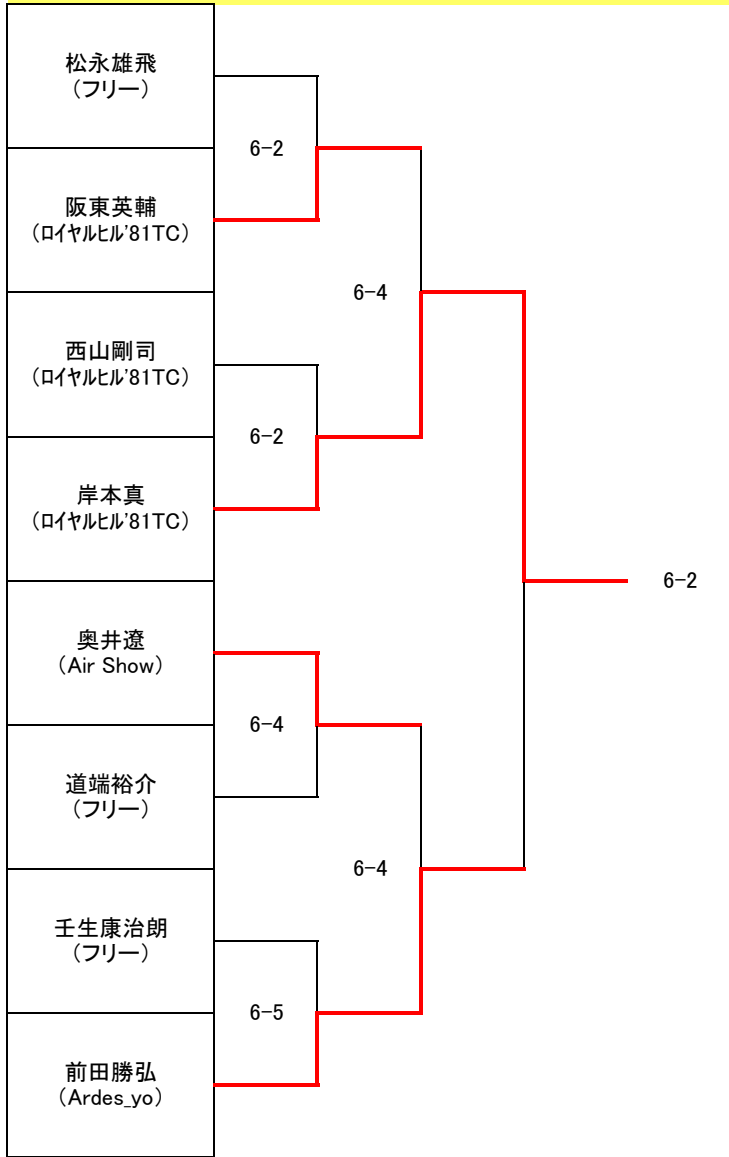 松永雄飛
（フリー）
6-2
阪東英輔
（ﾛｲﾔﾙﾋﾙ'81TC）
6-4
西山剛司
（ﾛｲﾔﾙﾋﾙ'81TC）
6-2
岸本真
（ﾛｲﾔﾙﾋﾙ'81TC）
6-2
奥井遼
（Air Show）
6-4
道端裕介
（フリー）
6-4
壬生康治朗
（フリー）
6-5
前田勝弘
（Ardes_yo）